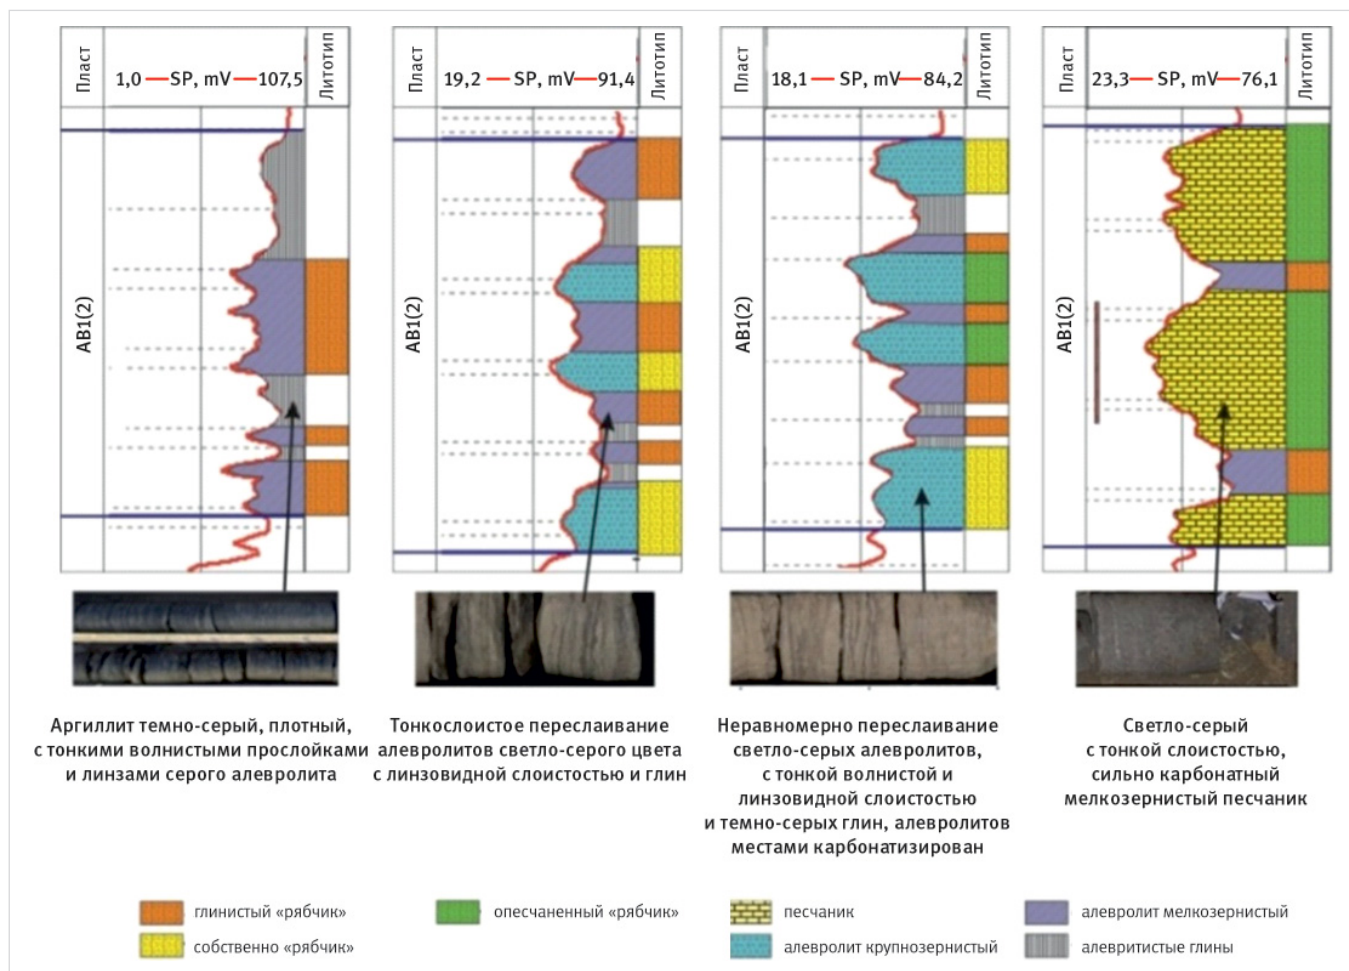 Пласт
1,0 SP, mV 107,5
Литотип
АВ1(2)
Пласт
19,2 SP, mV 91,4
Литотип
АВ1(2)
Пласт
18,1 SP, mV 84,2
Литотип
АВ1(2)
Пласт
23,3 SP, mV 76,1
Литотип
АВ1(2)
Аргиллит темно-серый, плотный,
с тонкими волнистыми прослойками
и линзами серого алевролита
Тонкослоистое переслаивание
алевролитов светло-серого цвета
с линзовидной слоистостью и глин
Неравномерно переслаивание
светло-серых алевролитов,
с тонкой волнистой и
линзовидной слоистостью
и темно-серых глин, алевролитов
местами карбонатизирован
Светло-серый
с тонкой слоистостью,
сильно карбонатный
мелкозернистый песчаник
глинистый «рябчик»
собственно «рябчик»
опесчаненный «рябчик»
песчаник
алевролит крупнозернистый
алевролит мелкозернистый
алевритистые глины